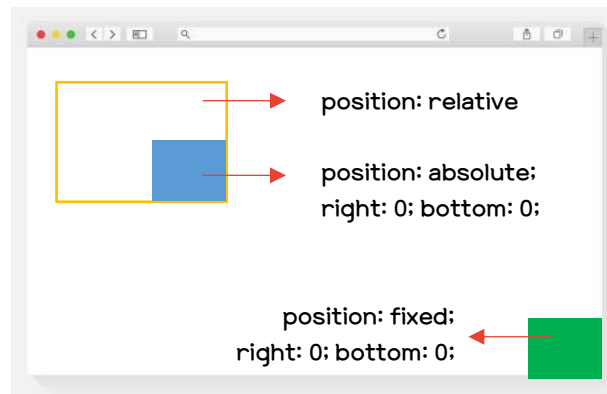 position: relative
position: absolute;
right: 0; bottom: 0;
position: fixed;
right: 0; bottom: 0;